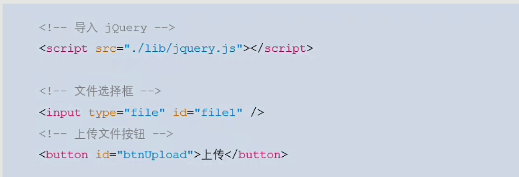 <!-- 导入 jQuery -->
<script src="./lib/jquery.js"></script>
<!-- 文件选择框 -->
<input type="file" id="file1" />
<!-- 上传文件按钮 -->
<button id="btnUpload">上传</button>